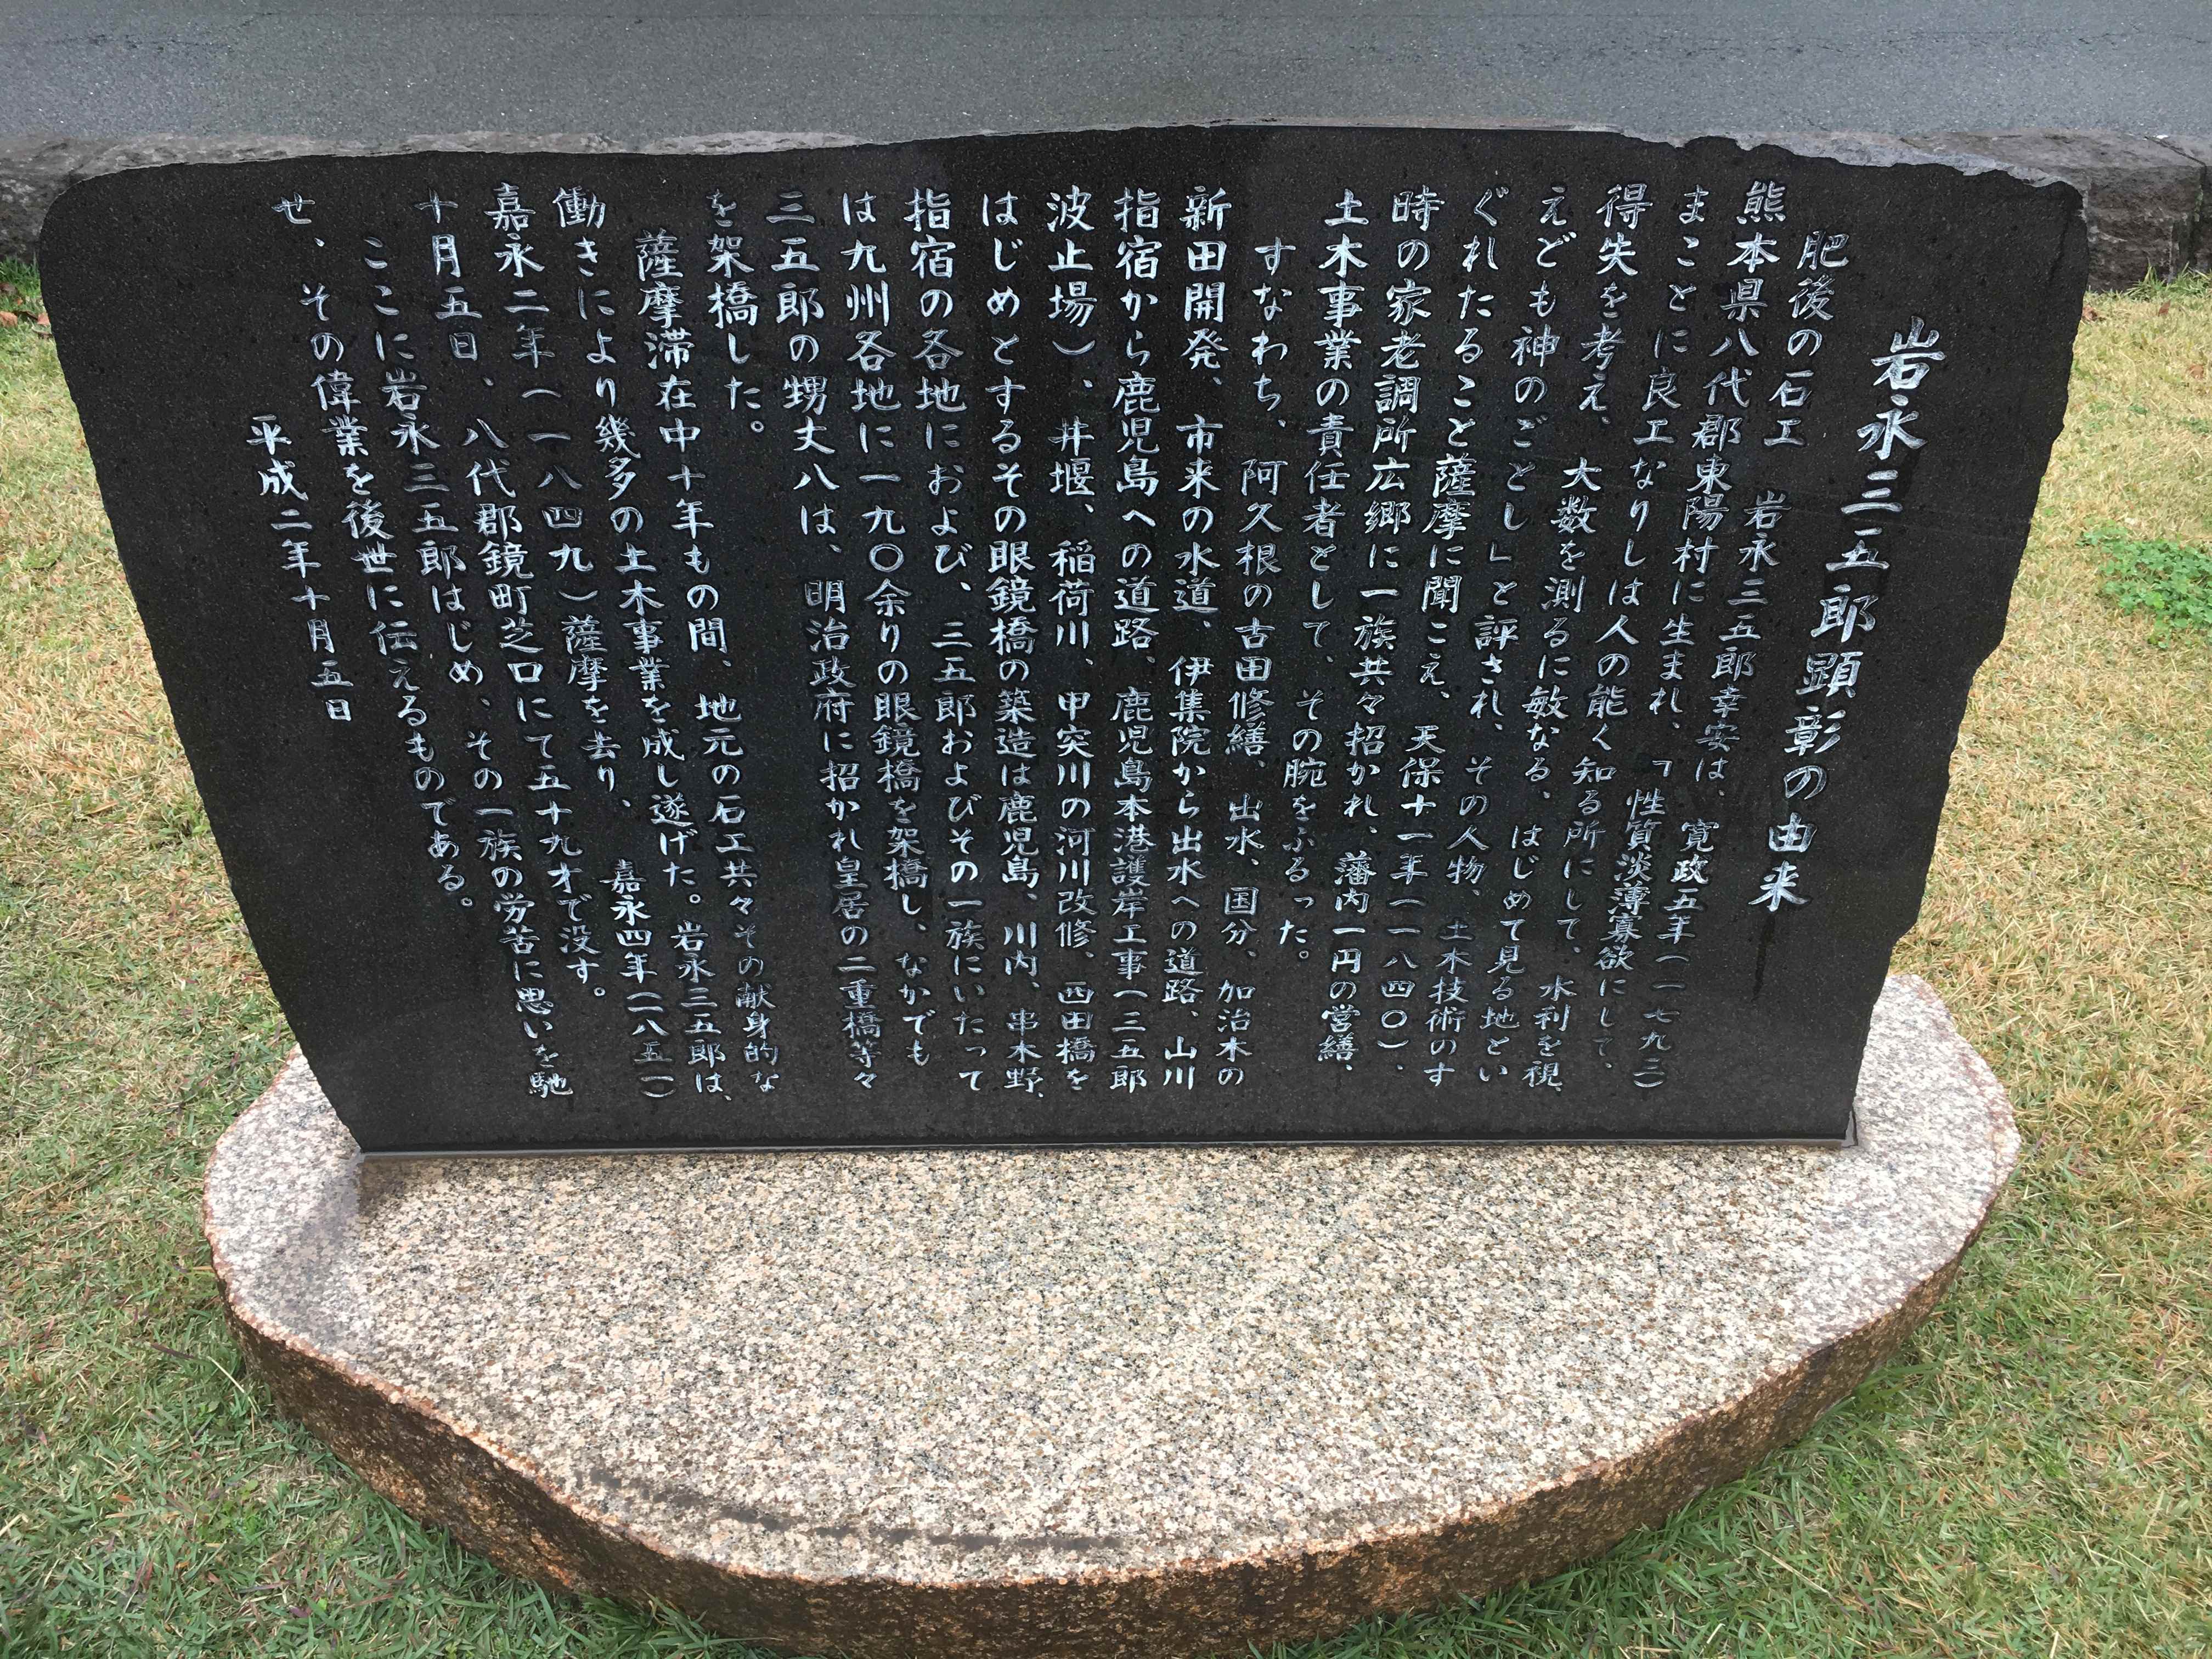 岩永三五郎顕彰の由来
肥後の石工　岩永三五郎幸安は、寛政五年(一七九三)
熊本県八代郡東陽村に生まれ、「性質淡薄寡欲にして、
まことに良工なりしは人の能く知る所にして、水利を視、
得失を考え、大数を測るに敏なる、はじめて見る地とい
えども神のごとし」と評され、その人物、土木技術のす
ぐれたること薩摩に聞こえ、天保十一年(一八四〇)、
時の家老調所広郷に一族共々招かれ、藩内一円の営繕、
土木事業の責任者として、その腕をふるった。
すなわち、阿久根の古田修繕、出水、国分、加治木の
新田開発、市来の水道、伊集院から出水への道路、山川
指宿から鹿児島への道路、鹿児島本港護岸工事(三五郎
波止場)、井堰、稲荷川、甲突川の河川改修、西田橋を
はじめとするその眼鏡橋の築造は鹿児島、川内、串木野、
指宿の各地におよび、三五郎およびその一族にいたって
は九州各地に一九〇余りの眼鏡橋を架橋し、なかでも
三五郎の甥丈八は、明治政府に招かれ皇居の二重橋等々
を架橋した。
薩摩滞在中十年もの間、地元の石工共々その献身的な
働きにより幾多の土木事業を成し遂げた。岩永三五郎は、
嘉永二年(一八四九)薩摩を去り、嘉永四年(一八五一)
十月五日、八代郡鏡町芝口にて五十九才で没す。
ここに岩永三五郎はじめ、その一族の労苦に思いを馳
せ、その偉業を後世に伝えるものである。
平成二年十月五日